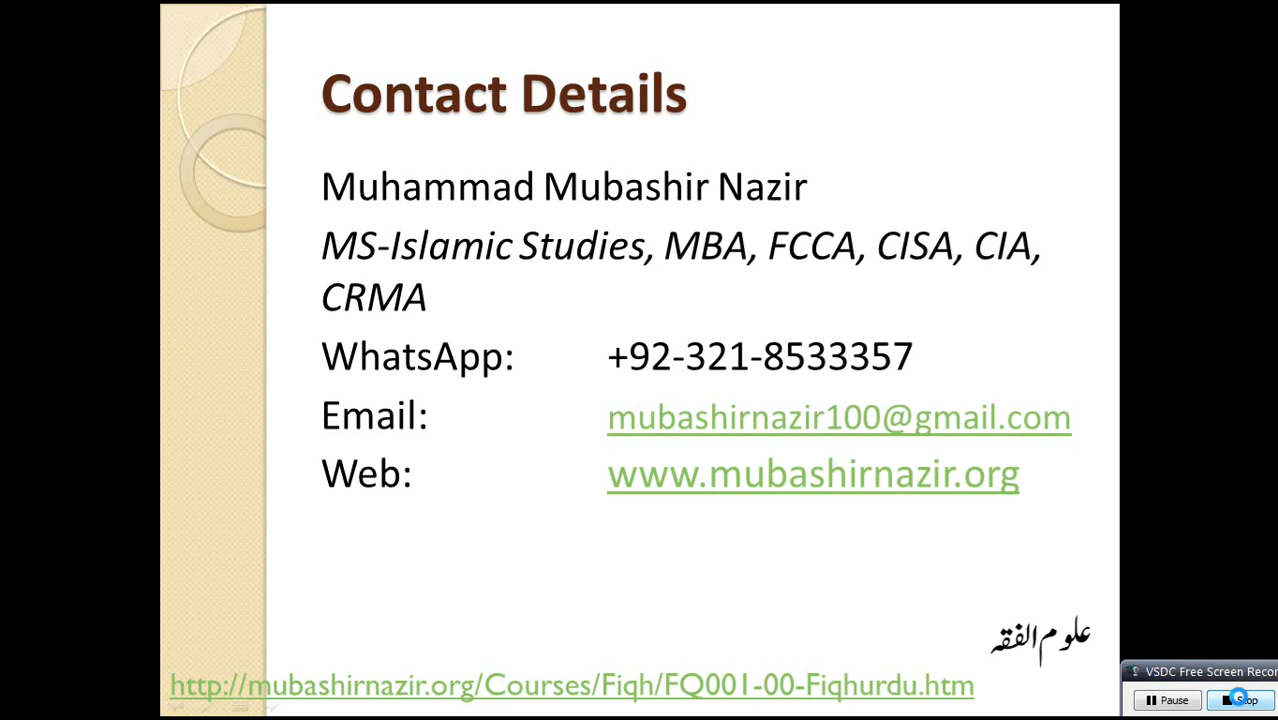 Contact Details
Muhammad Mubashir Nazir
MS-Islamic Studies, MBA, FCCA, CISA, CIA,
CRMA
WhatsApp: +92-321-8533357
Email: mubashirnazir100@gmail.com
Web: www.mubashirnazir.org
علوم الفقہ
http://mubashirnazir.org/Courses/Fiqh/FQ001-00-Fiqhurdu.htm
VSDC Free Screen Recor
Pause Stop